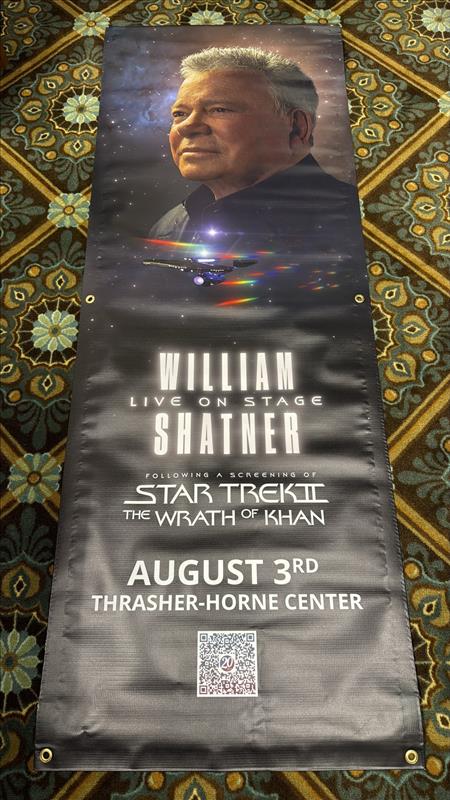 WILLIAM
LIVE ON STAGE
SHATNER
FOLLOWING A SCREENING OF
STAR TREK II
THE WRATH OF KHAN
AUGUST 3RD
THRASHER-HORNE CENTER
20